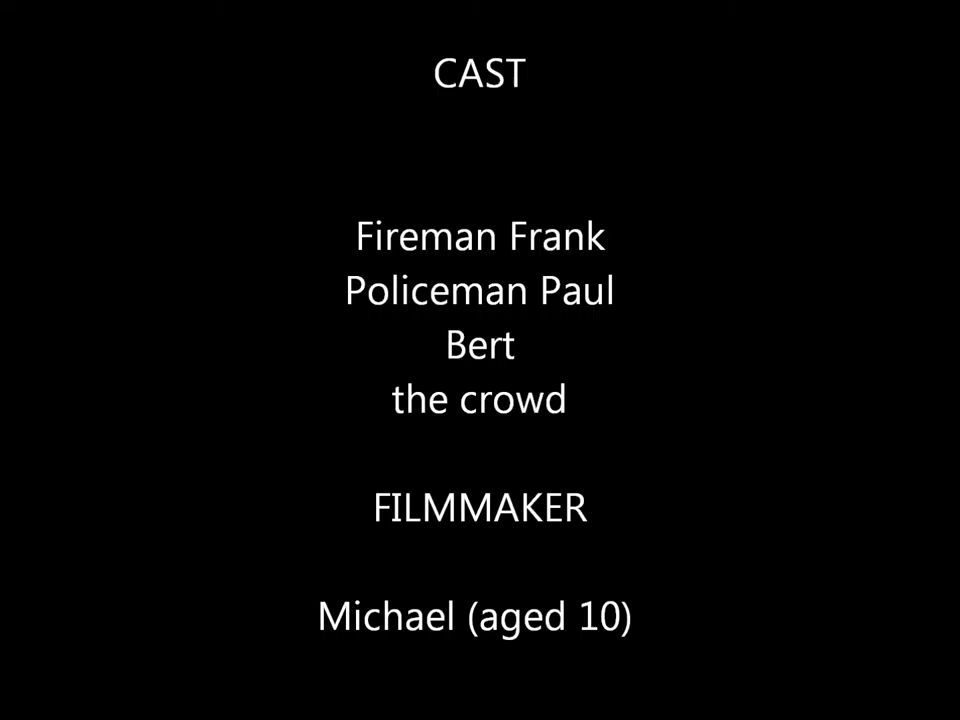 CAST
Fireman Frank
Policeman Paul
Bert
the crowd
FILMMAKER
Michael (aged 10)